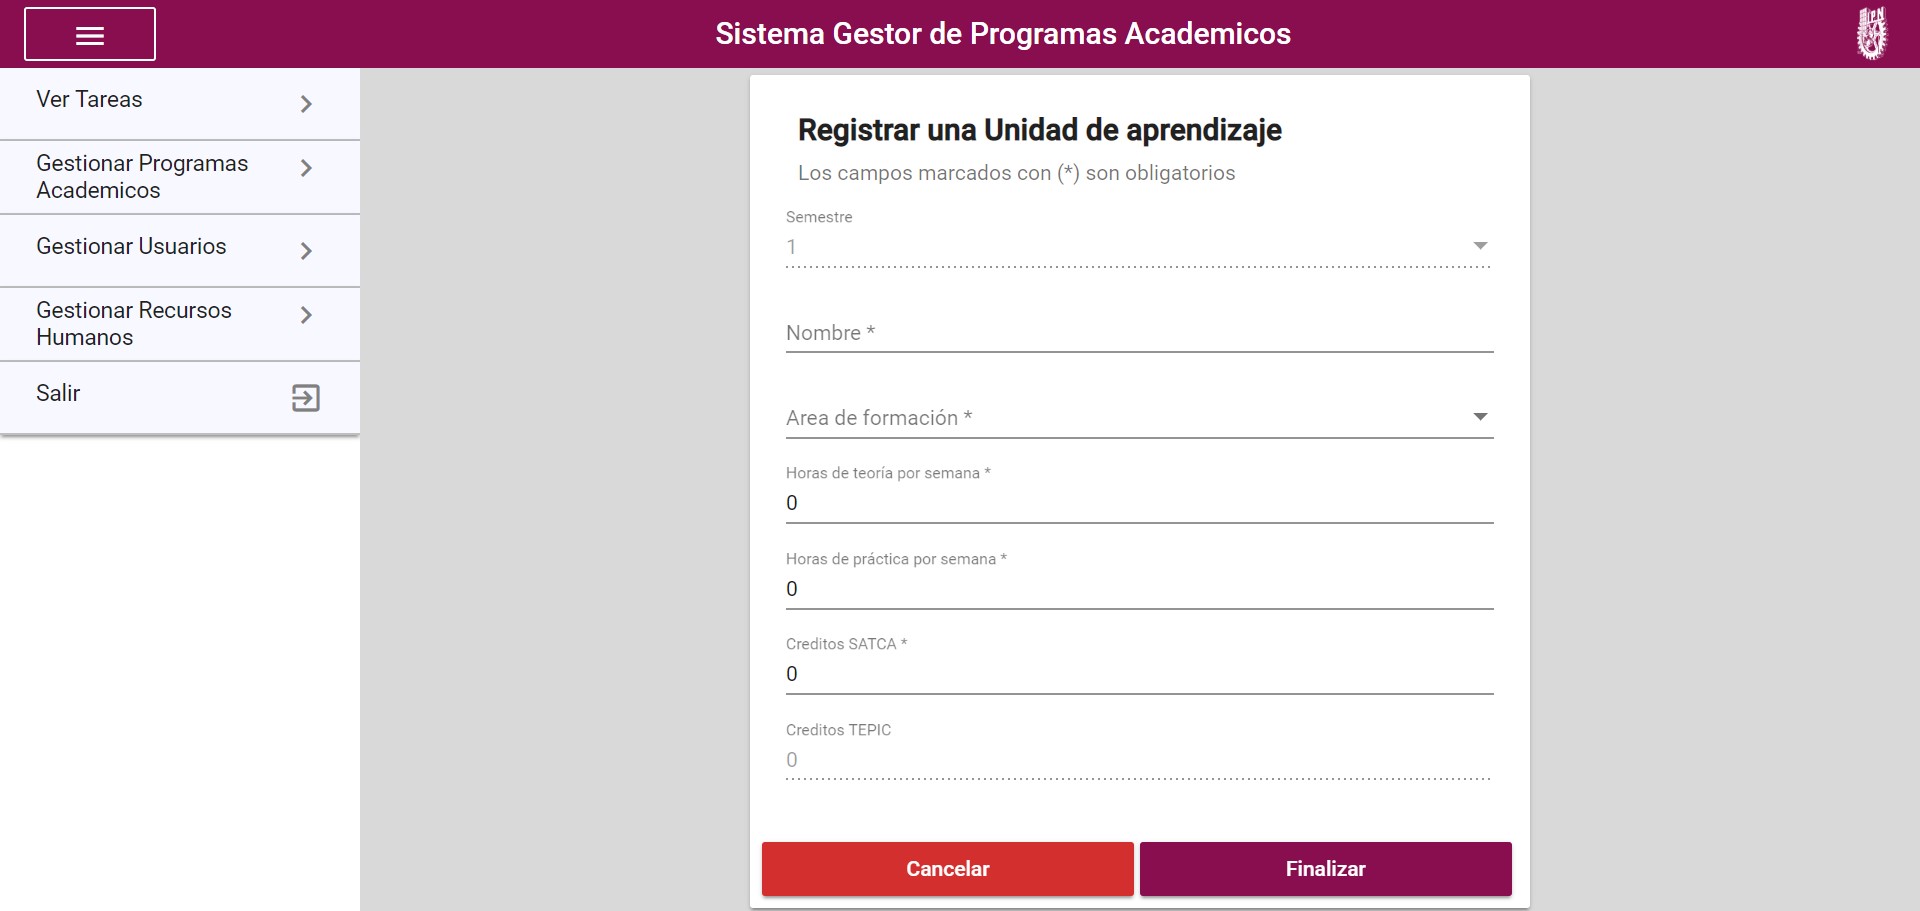 Sistema Gestor de Programas Academicos
IPN
Ver Tareas
Gestionar Programas
Academicos
Gestionar Usuarios
Gestionar Recursos
Humanos
Salir
Registrar una Unidad de aprendizaje
Los campos marcados con (*) son obligatorios
Semestre
1
Nombre *
Area de formación *
Horas de teoría por semana *
0
Horas de práctica por semana *
0
Creditos SATCA *
0
Creditos TEPIC
0
Cancelar
Finalizar